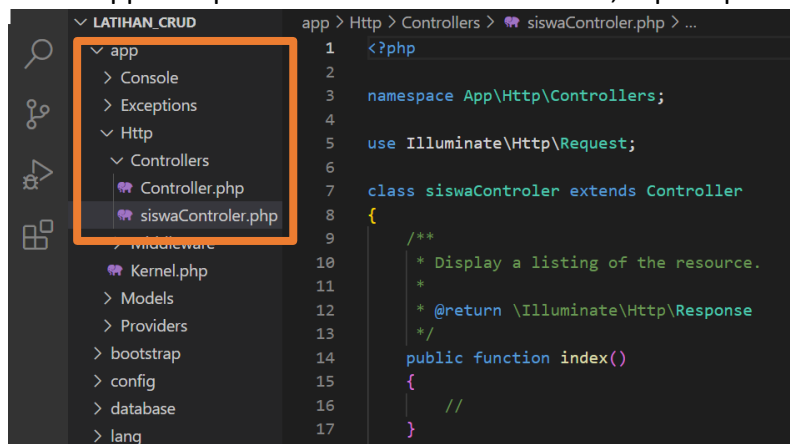 LATIHAN_CRUD
app
Console
Exceptions
Http
Controllers
Controller.php
siswaControler.php
Middleware
Kernel.php
Models
Providers
bootstrap
config
database
lang
app > Http > Controllers > siswaControler.php > ...
1 <?php
2
3 namespace App\Http\Controllers;
4
5 use Illuminate\Http\Request;
6
7 class siswaControler extends Controller
8 {
9 /**
10 * Display a listing of the resource.
11 *
12 * @return \Illuminate\Http\Response
13 */
14 public function index()
15 {
16 //
17 }